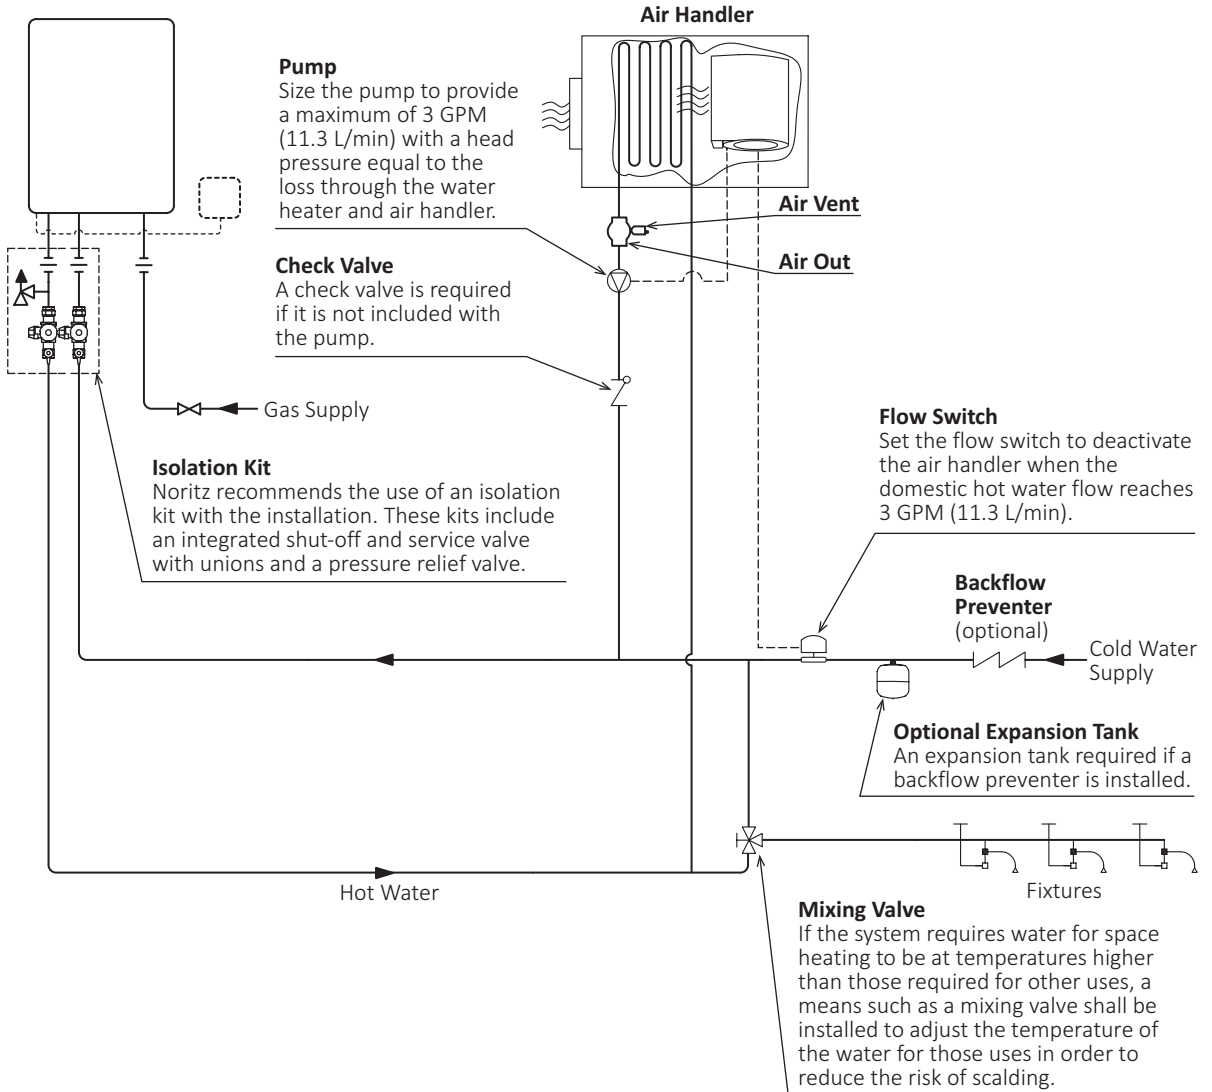 Air Handler
Pump
Size the pump to provide
a maximum of 3 GPM
(11.3 L/min) with a head
pressure equal to the
loss through the water
heater and air handler.
Air Vent
Air Out
Check Valve
A check valve is required
if it is not included with
the pump.
Gas Supply
Isolation Kit
Noritz recommends the use of an isolation
kit with the installation. These kits include
an integrated shut-off and service valve
with unions and a pressure relief valve.
Flow Switch
Set the flow switch to deactivate
the air handler when the
domestic hot water flow reaches
3 GPM (11.3 L/min).
Backflow
Preventer
(optional)
Cold Water
Supply
Optional Expansion Tank
An expansion tank required if a
backflow preventer is installed.
Hot Water
Fixtures
Mixing Valve
If the system requires water for space
heating to be at temperatures higher
than those required for other uses, a
means such as a mixing valve shall be
installed to adjust the temperature of
the water for those uses in order to
reduce the risk of scalding.